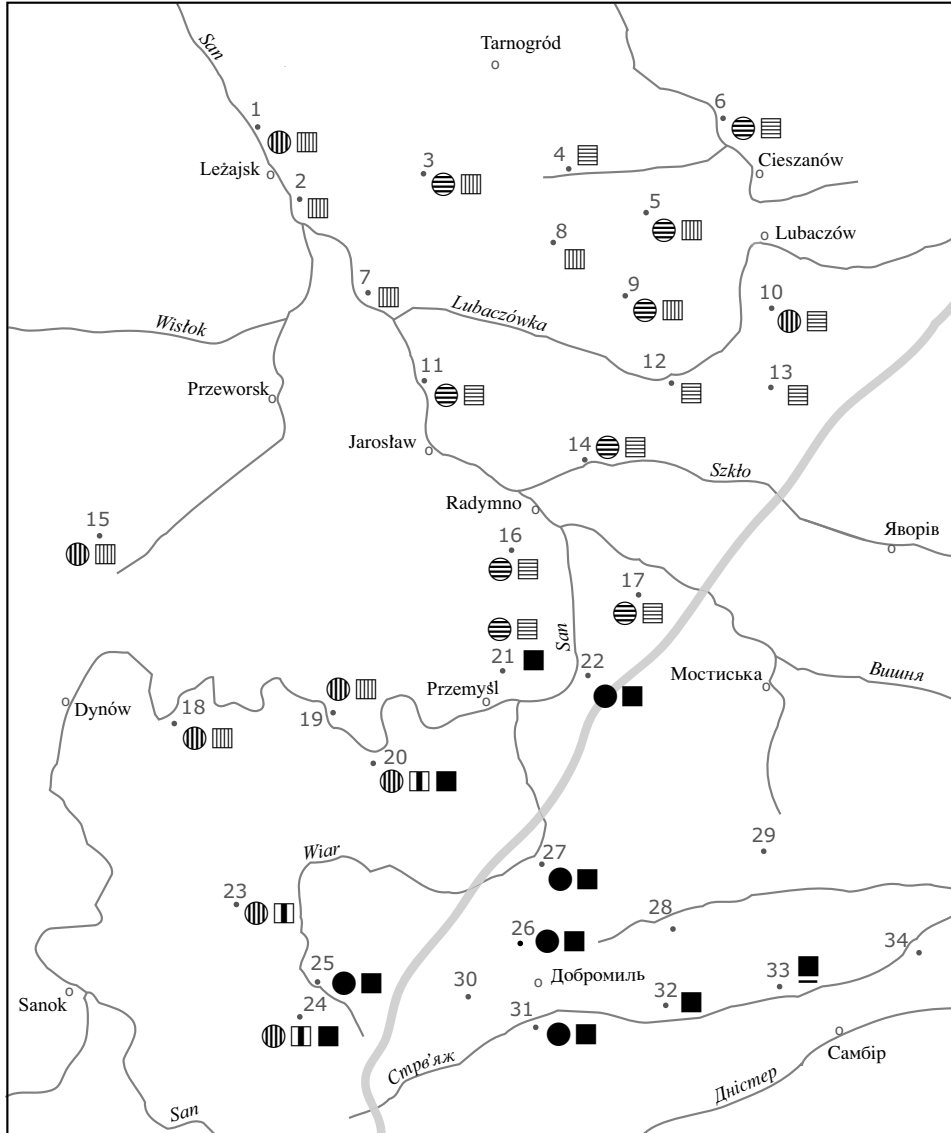 San
Tarnogród
1
6
Leżajsk
3
4
Cieszanów
2
5
8
Lubaczów
7
9
10
Wisłok
Lubaczówka
11
12
13
Przeworsk
Jarosław
14
Szkło
Radymno
15
16
Яворів
17
San
21
22
Мостиська
Вишня
Dynów
18
19
Przemyśl
20
Wiar
27
29
23
28
26
34
25
30
Добромиль
33
Sanok
24
31
32
Стрв’яж
Самбір
Дністер
San